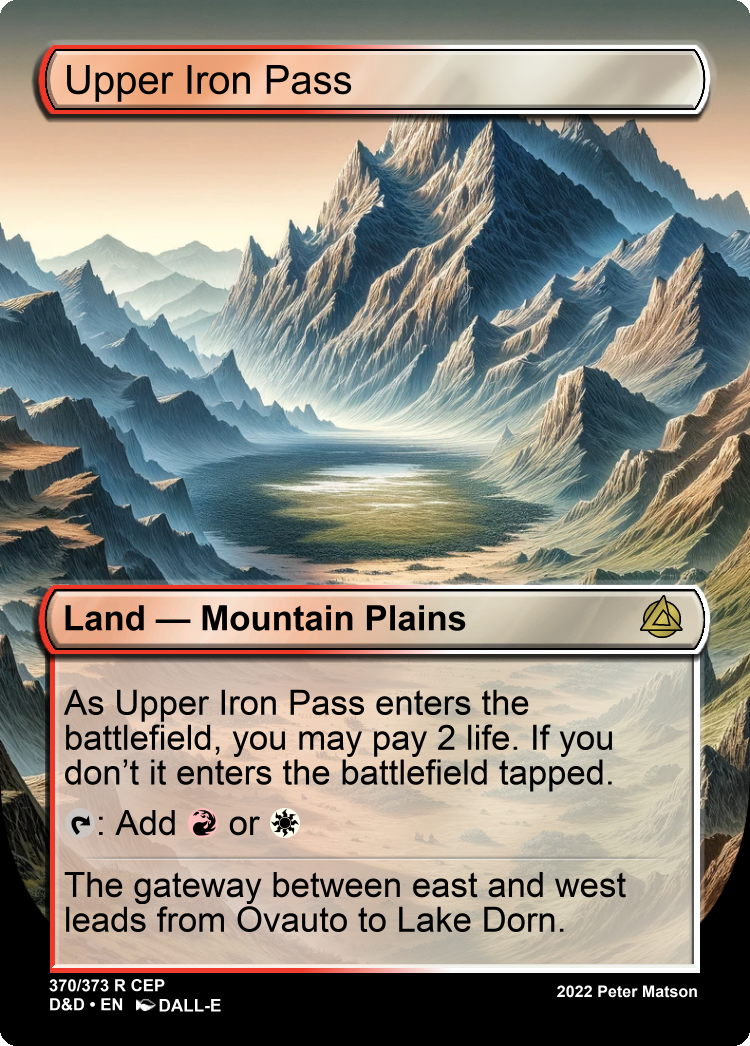 Upper Iron Pass
Land — Mountain Plains
As Upper Iron Pass enters the
battlefield, you may pay 2 life. If you
don't it enters the battlefield tapped.
: Add or
The gateway between east and west
leads from Ovauto to Lake Dorn.
370/373 R CEP
D&D • EN DALL-E
2022 Peter Matson